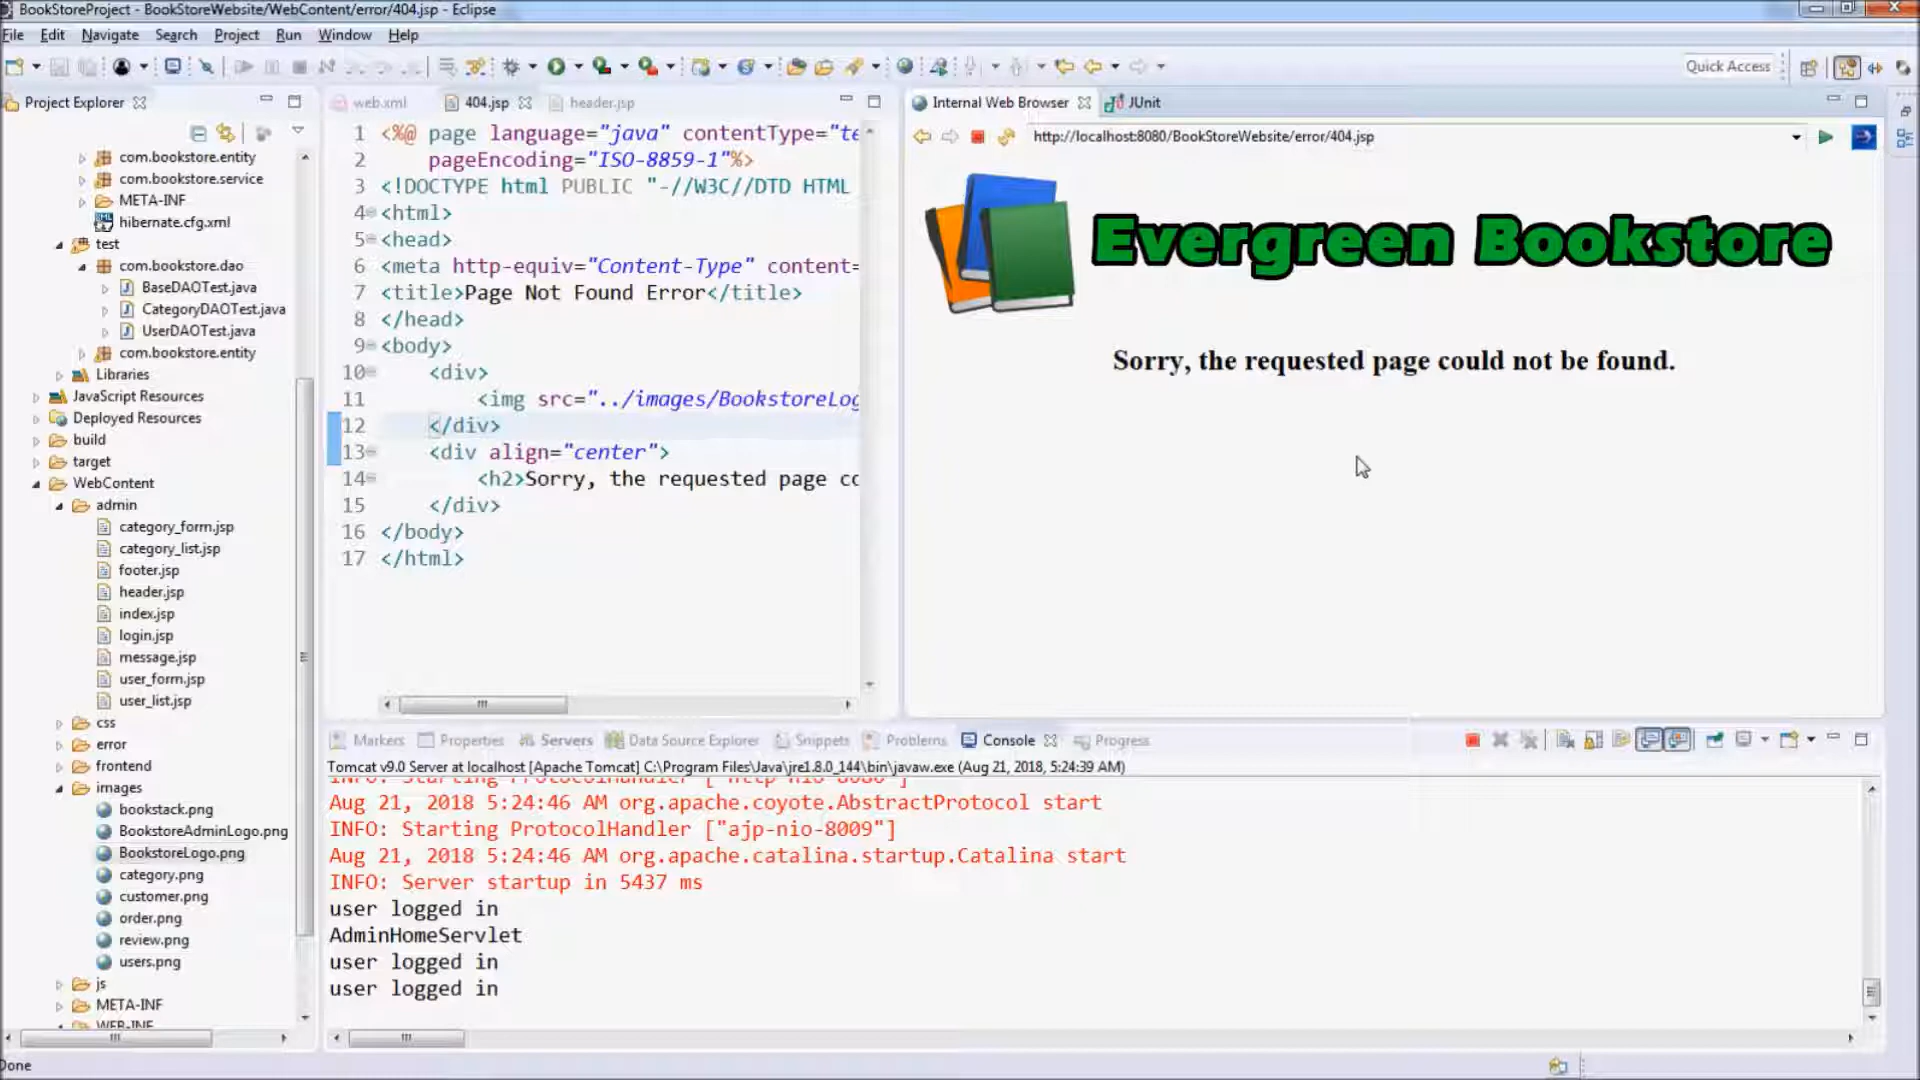 BookStoreProject - BookStoreWebsite/WebContent/error/404.jsp - Eclipse
File Edit Navigate Search Project Run Window Help
Quick Access
Project Explorer
com.bookstore.entity
com.bookstore.service
META-INF
hibernate.cfg.xml
test
com.bookstore.dao
BaseDAOTest.java
CategoryDAOTest.java
UserDAOTest.java
com.bookstore.entity
Libraries
JavaScript Resources
Deployed Resources
build
target
WebContent
admin
category_form.jsp
category_list.jsp
footer.jsp
header.jsp
index.jsp
login.jsp
message.jsp
user_form.jsp
user_list.jsp
css
error
frontend
images
bookstack.png
BookstoreAdminLogo.png
BookstoreLogo.png
category.png
customer.png
order.png
review.png
users.png
js
META-INF
WEB-INF
web.xml 404.jsp header.jsp
1 <%@ page language="java" contentType="te
2 pageEncoding="ISO-8859-1"%>
3 <!DOCTYPE html PUBLIC "-//W3C//DTD HTML
4 <html>
5 <head>
6 <meta http-equiv="Content-Type" content=
7 <title>Page Not Found Error</title>
8 </head>
9 <body>
10 <div>
11 <img src="../images/BookstoreLog
12 </div>
13 <div align="center">
14 <h2>Sorry, the requested page co
15 </div>
16 </body>
17 </html>
Internal Web Browser JUnit
http://localhost:8080/BookStoreWebsite/error/404.jsp
Evergreen Bookstore
Sorry, the requested page could not be found.
Markers Properties Servers Data Source Explorer Snippets Problems Console Progress
Tomcat v9.0 Server at localhost [Apache Tomcat] C:\Program Files\Java\jre1.8.0_144\bin\javaw.exe (Aug 21, 2018, 5:24:39 AM)
INFO: Starting ProtocolHandler ["http-nio-8080"]
Aug 21, 2018 5:24:46 AM org.apache.coyote.AbstractProtocol start
INFO: Starting ProtocolHandler ["ajp-nio-8009"]
Aug 21, 2018 5:24:46 AM org.apache.catalina.startup.Catalina start
INFO: Server startup in 5437 ms
user logged in
AdminHomeServlet
user logged in
user logged in
Done